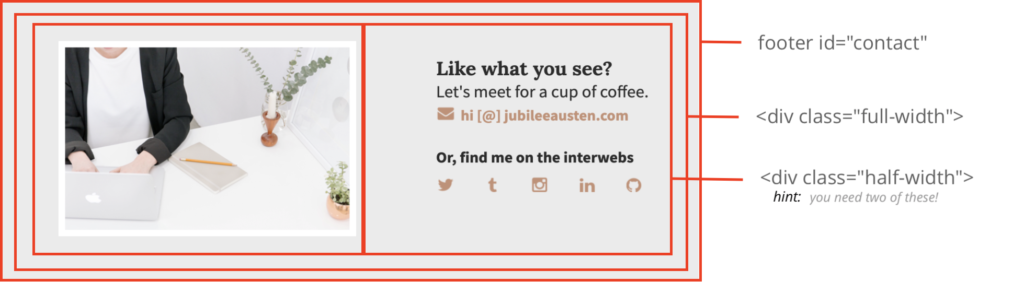 Like what you see?
Let's meet for a cup of coffee.
hi [@] jubileeausten.com
Or, find me on the interwebs
footer id="contact"
<div class="full-width">
<div class="half-width">
hint: you need two of these!